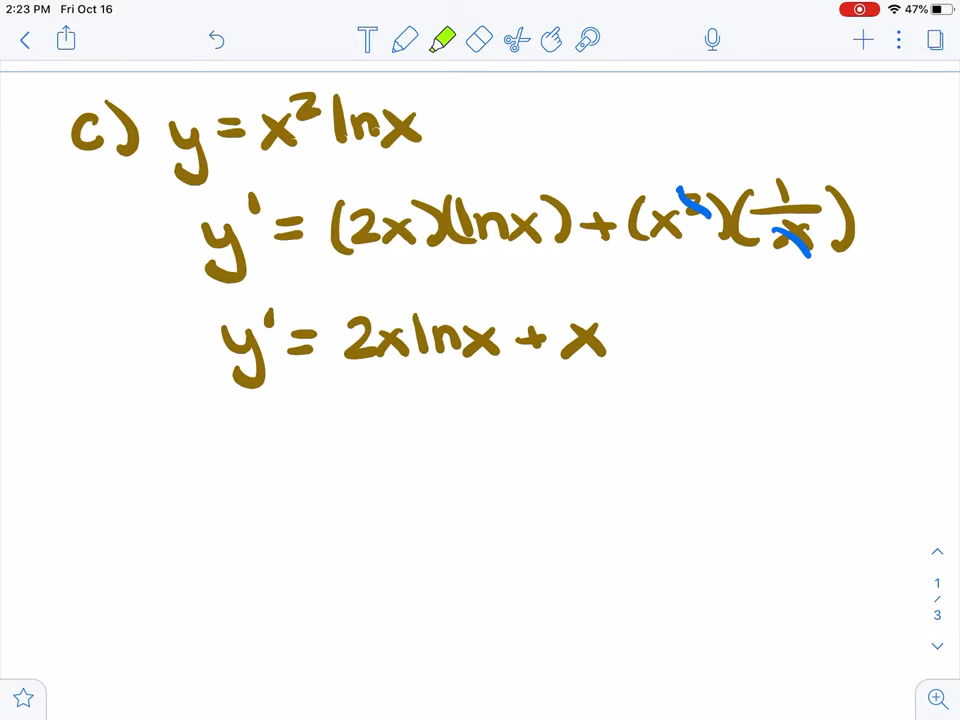 2:23 PM Fri Oct 16 47%
T
c) y = x² ln x
y' = (2x)(ln x) + (x²)(1/x)
y' = 2x ln x + x
1
/
3